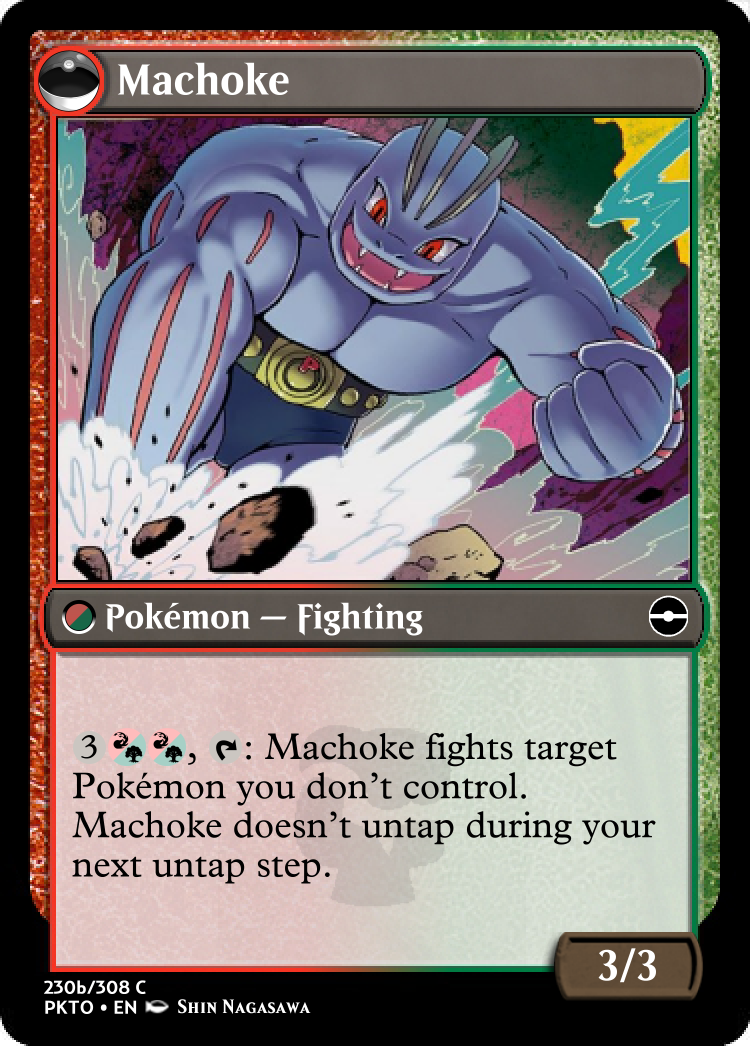 Machoke
Pokémon — Fighting
3 , : Machoke fights target
Pokémon you don't control.
Machoke doesn't untap during your
next untap step.
3/3
230b/308 C
PKTO • EN Shin Nagasawa